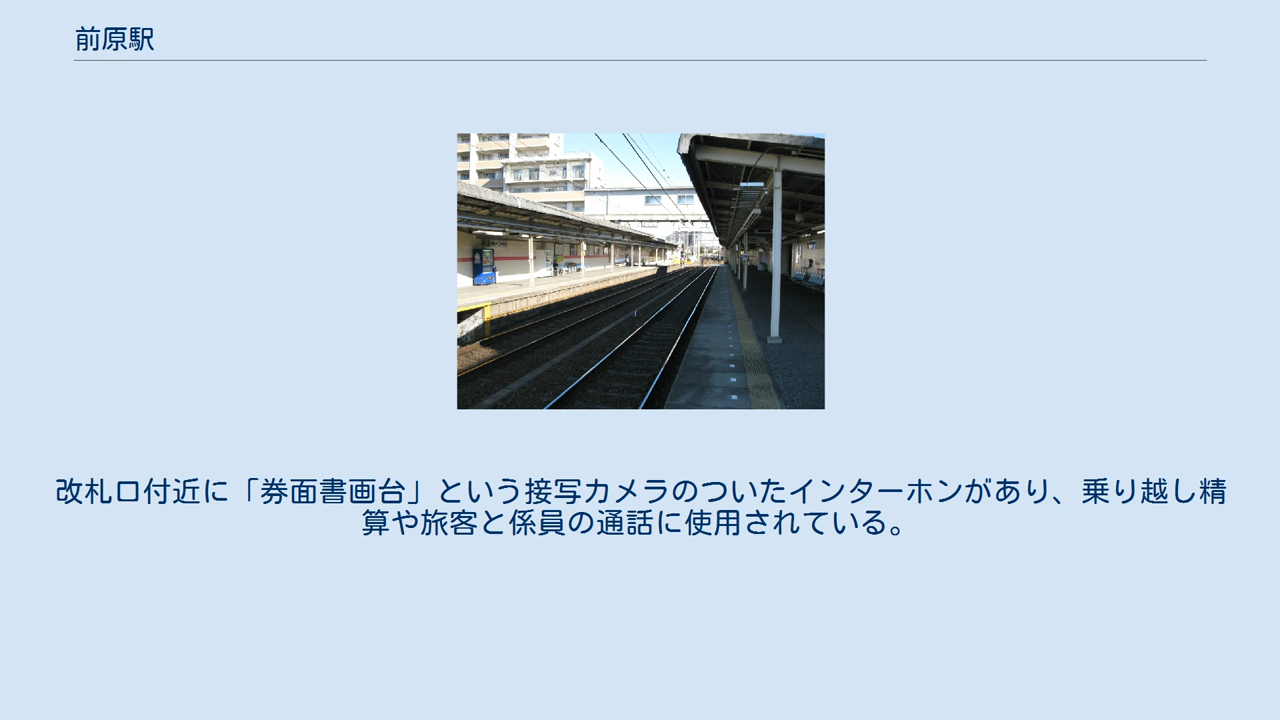 前原駅
改札口付近に「券面書画台」という接写カメラのついたインターホンがあり、乗り越し精
算や旅客と係員の通話に使用されている。